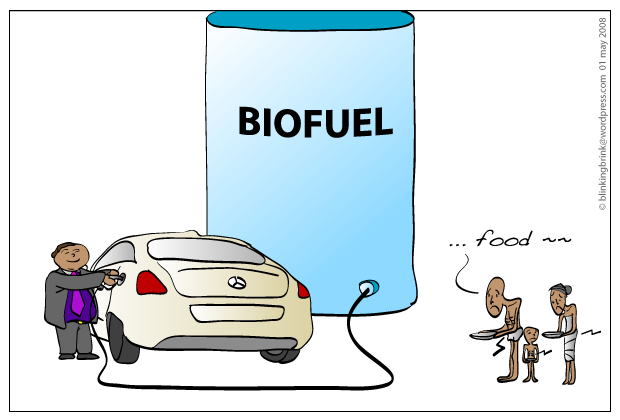 BIOFUEL
... food ~~
© blinkingbrink@wordpress.com 01 may 2008